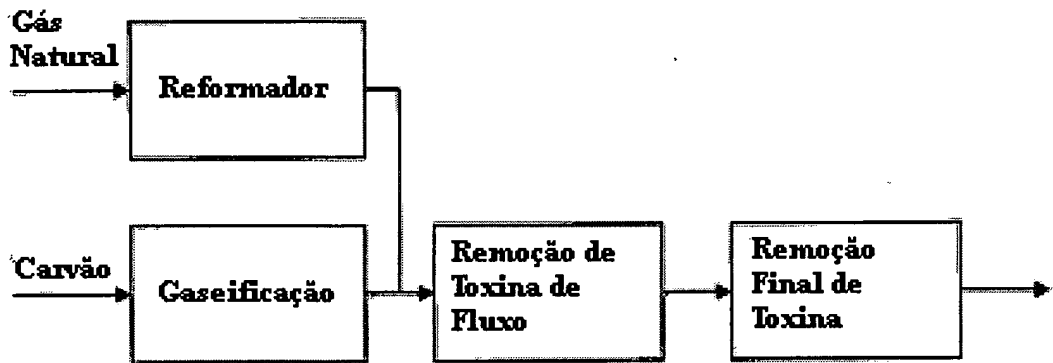 Gás
Natural
Reformador
Carvão
Gaseificação
Remoção de
Toxina de
Fluxo
Remoção
Final de
Toxina